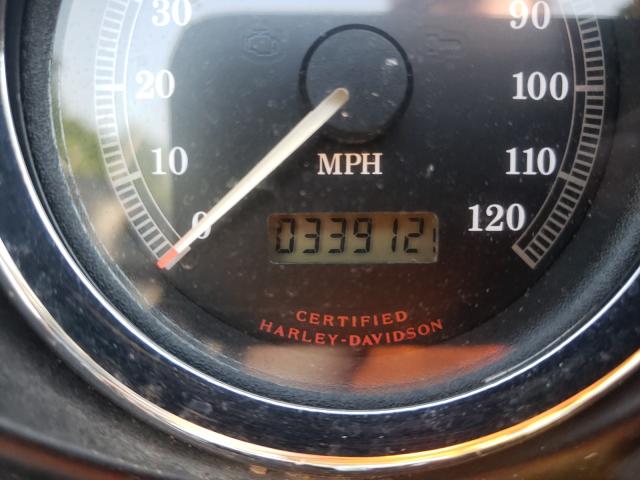 30 90
20 100
10 MPH 110
0 033912 120
CERTIFIED
HARLEY-DAVIDSON